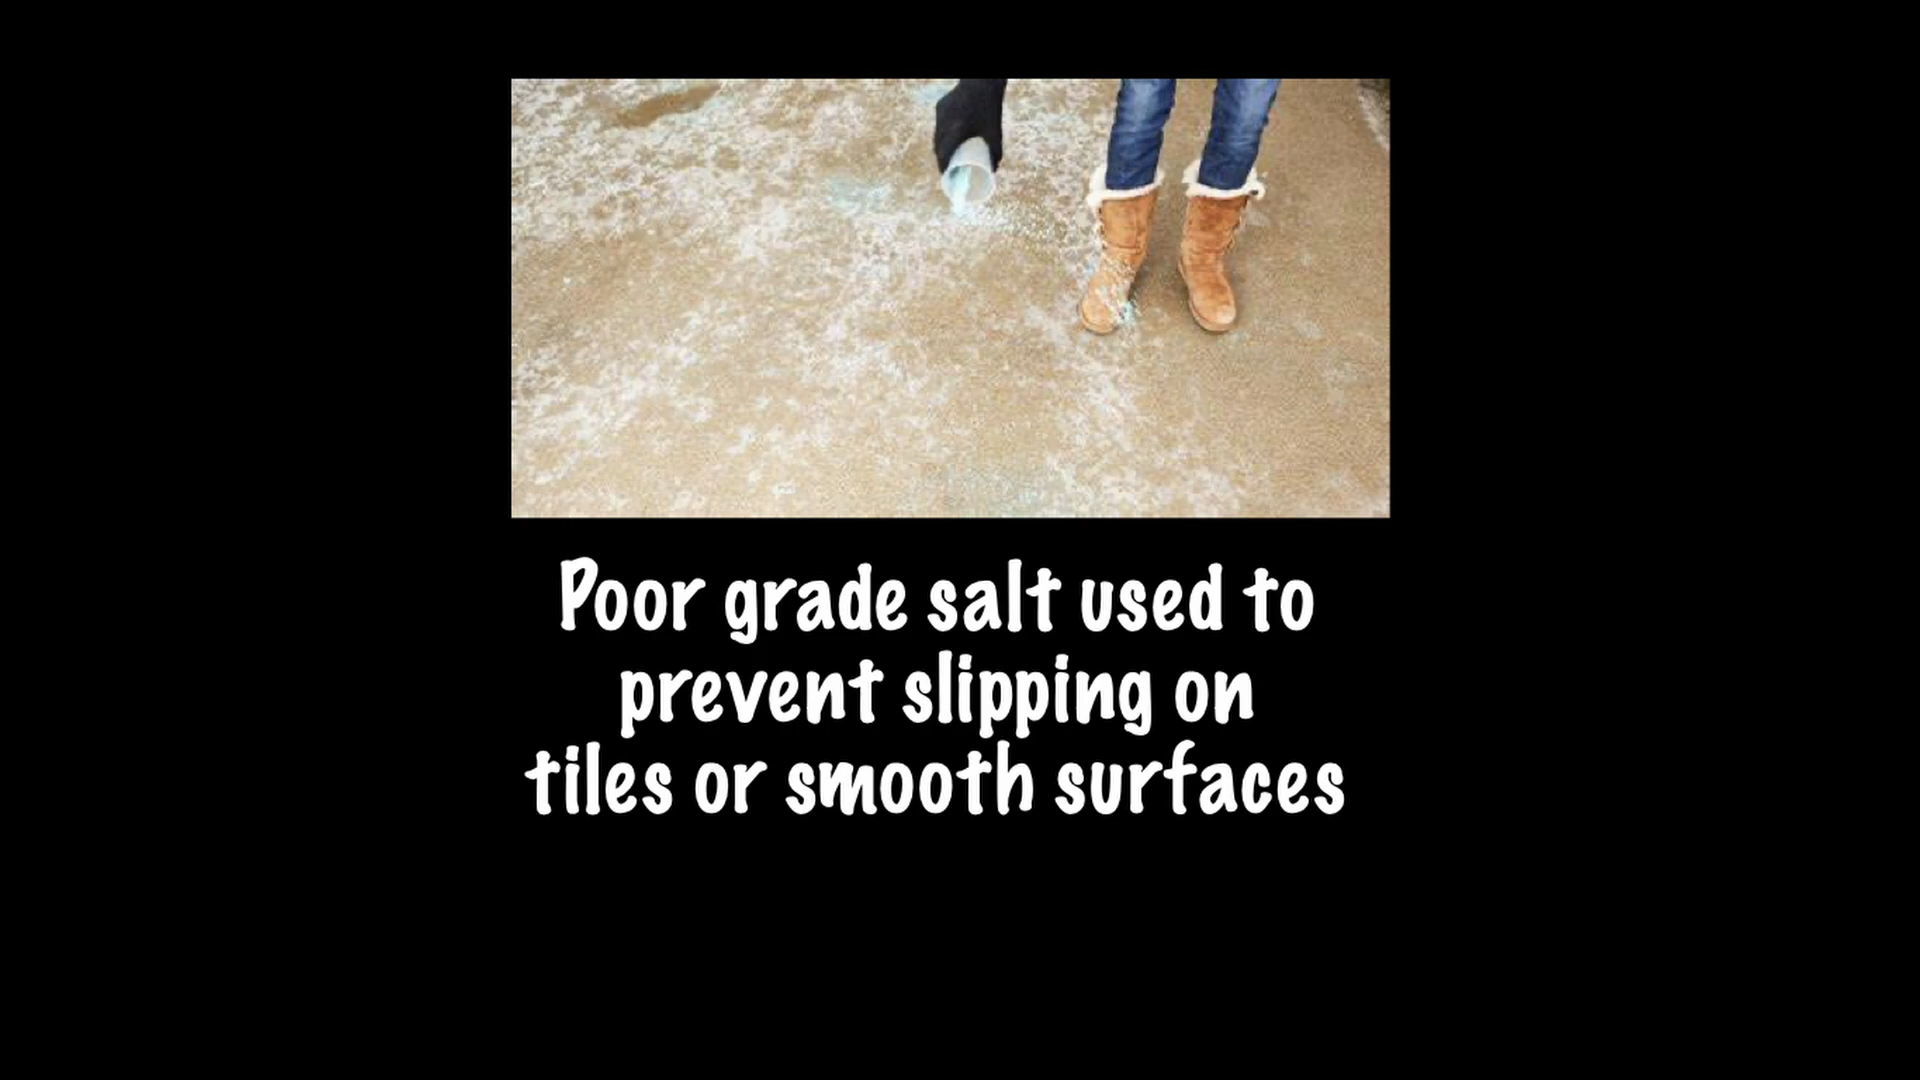 Poor grade salt used to
prevent slipping on
tiles or smooth surfaces